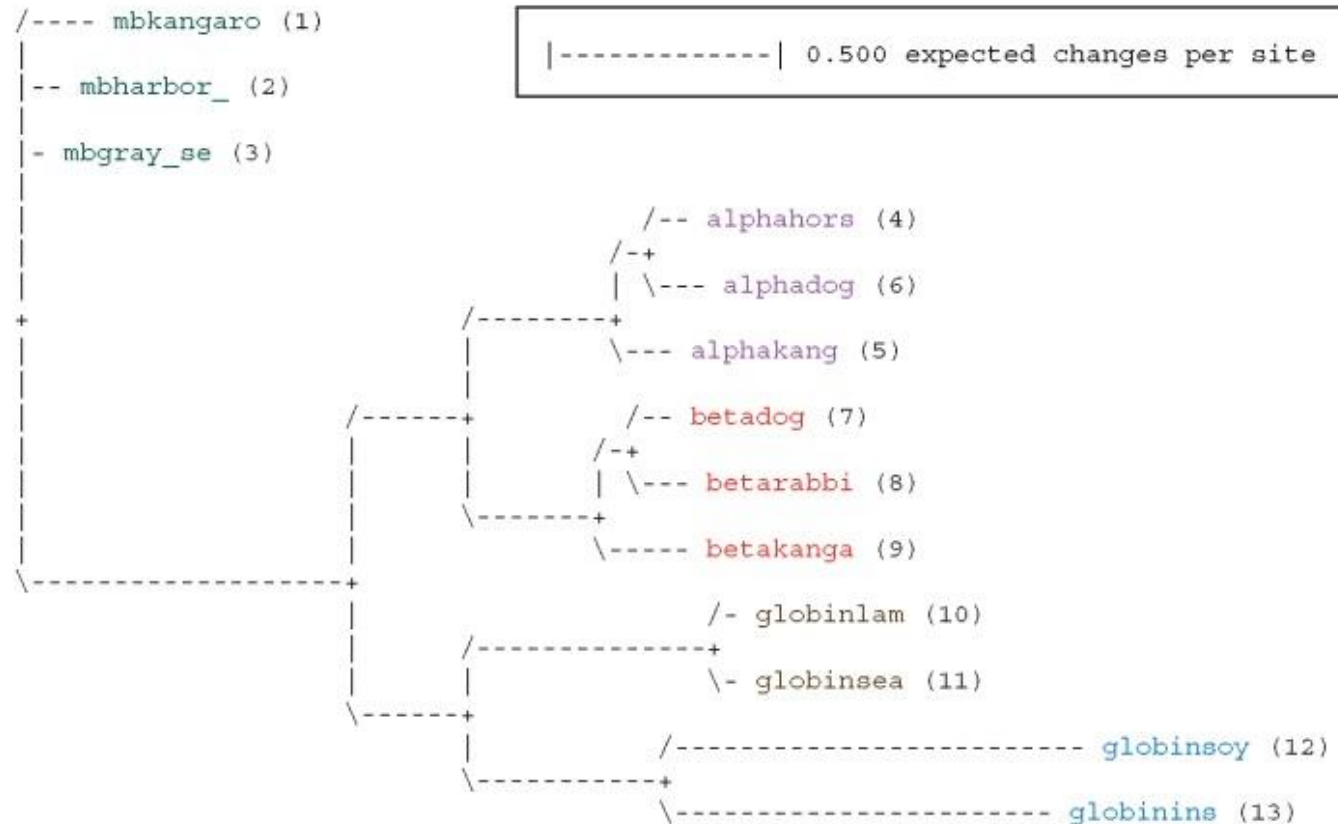 mbkangaro (1)
0.500 expected changes per site
mbharbor_ (2)
mbgray_se (3)
alphahors (4)
alphadog (6)
alphakang (5)
betadog (7)
betarabbi (8)
betakanga (9)
globinlam (10)
globinsea (11)
globinsoy (12)
globinins (13)